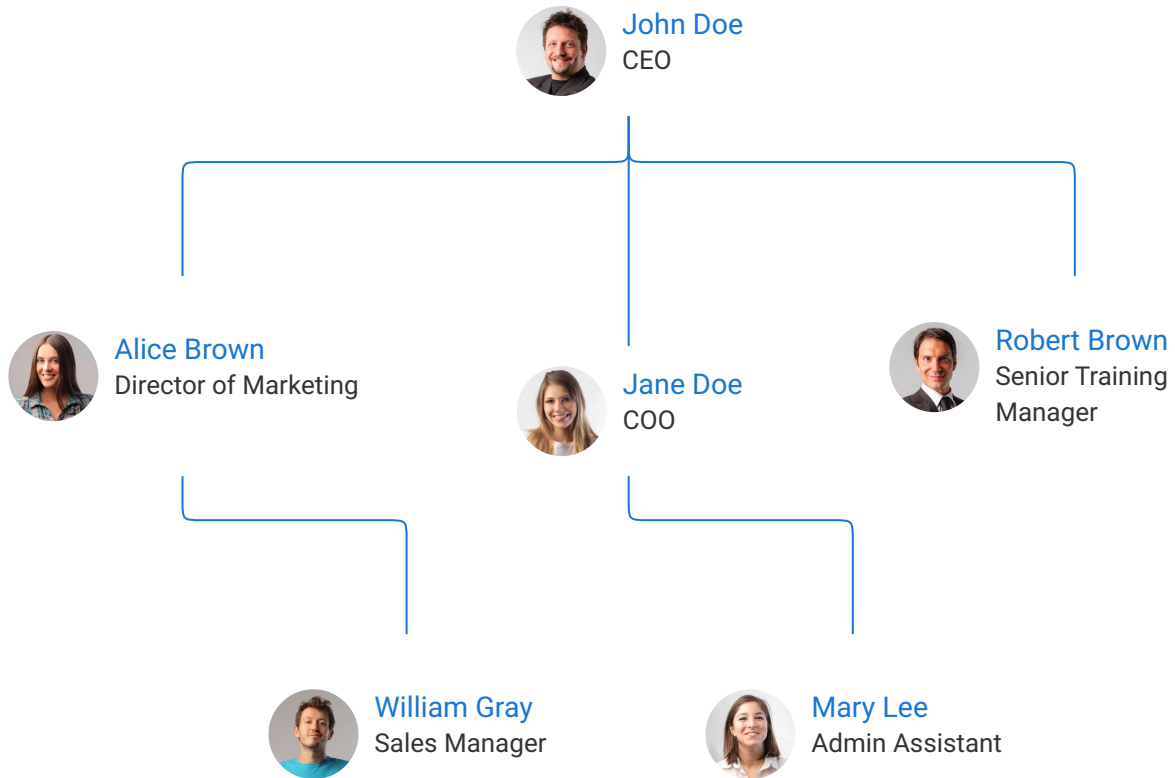 John Doe
CEO
Alice Brown
Director of Marketing
Jane Doe
COO
Robert Brown
Senior Training
Manager
William Gray
Sales Manager
Mary Lee
Admin Assistant